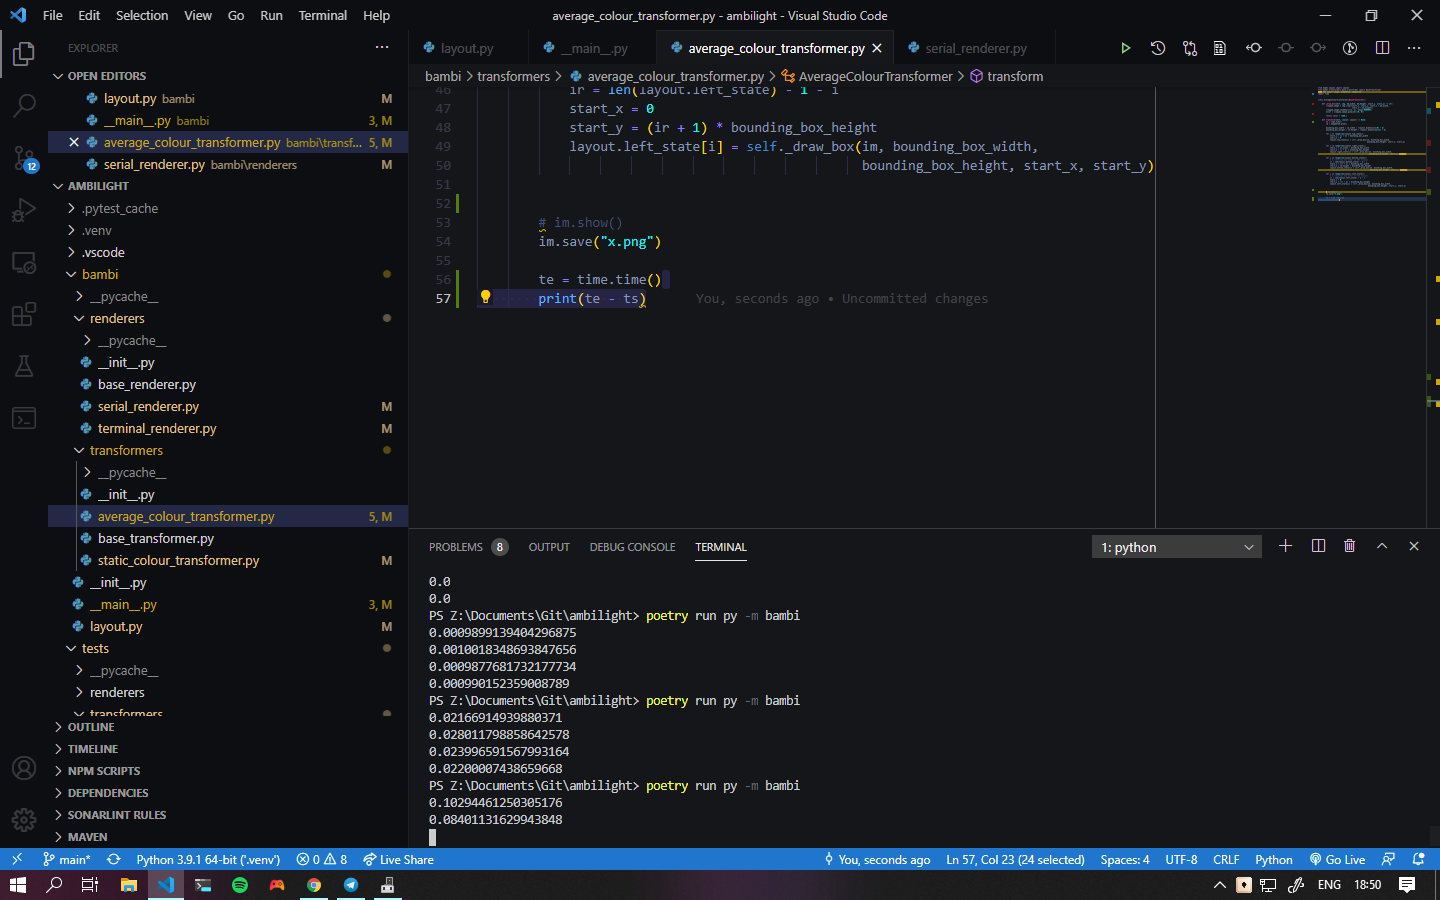 File Edit Selection View Go Run Terminal Help
average_colour_transformer.py - ambilight - Visual Studio Code
EXPLORER
OPEN EDITORS
layout.py bambi M
__main__.py bambi 3, M
average_colour_transformer.py bambi\transf... 5, M
serial_renderer.py bambi\renderers M
AMBILIGHT
.pytest_cache
.venv
.vscode
bambi
__pycache__
renderers
__pycache__
__init__.py
base_renderer.py
serial_renderer.py M
terminal_renderer.py M
transformers
__pycache__
__init__.py
average_colour_transformer.py 5, M
base_transformer.py
static_colour_transformer.py M
__init__.py
__main__.py 3, M
layout.py M
tests
__pycache__
renderers
transformers
OUTLINE
TIMELINE
NPM SCRIPTS
DEPENDENCIES
SONARLINT RULES
MAVEN
12
layout.py __main__.py average_colour_transformer.py serial_renderer.py
bambi > transformers > average_colour_transformer.py > AverageColourTransformer > transform
46 ir = len(layout.left_state) - 1 - i
47 start_x = 0
48 start_y = (ir + 1) * bounding_box_height
49 layout.left_state[i] = self._draw_box(im, bounding_box_width,
50 bounding_box_height, start_x, start_y)
51
52
53 # im.show()
54 im.save("x.png")
55
56 te = time.time()
57 print(te - ts) You, seconds ago • Uncommitted changes
PROBLEMS 8 OUTPUT DEBUG CONSOLE TERMINAL 1: python
0.0
0.0
PS Z:\Documents\Git\ambilight> poetry run py -m bambi
0.0009899139404296875
0.0010018348693847656
0.0009877681732177734
0.000990152359008789
PS Z:\Documents\Git\ambilight> poetry run py -m bambi
0.02166914939880371
0.028011798858642578
0.023996591567993164
0.02200007438659668
PS Z:\Documents\Git\ambilight> poetry run py -m bambi
0.10294461250305176
0.08401131629943848
main* Python 3.9.1 64-bit ('.venv') 0 8 Live Share You, seconds ago Ln 57, Col 23 (24 selected) Spaces: 4 UTF-8 CRLF Python Go Live
ENG 18:50